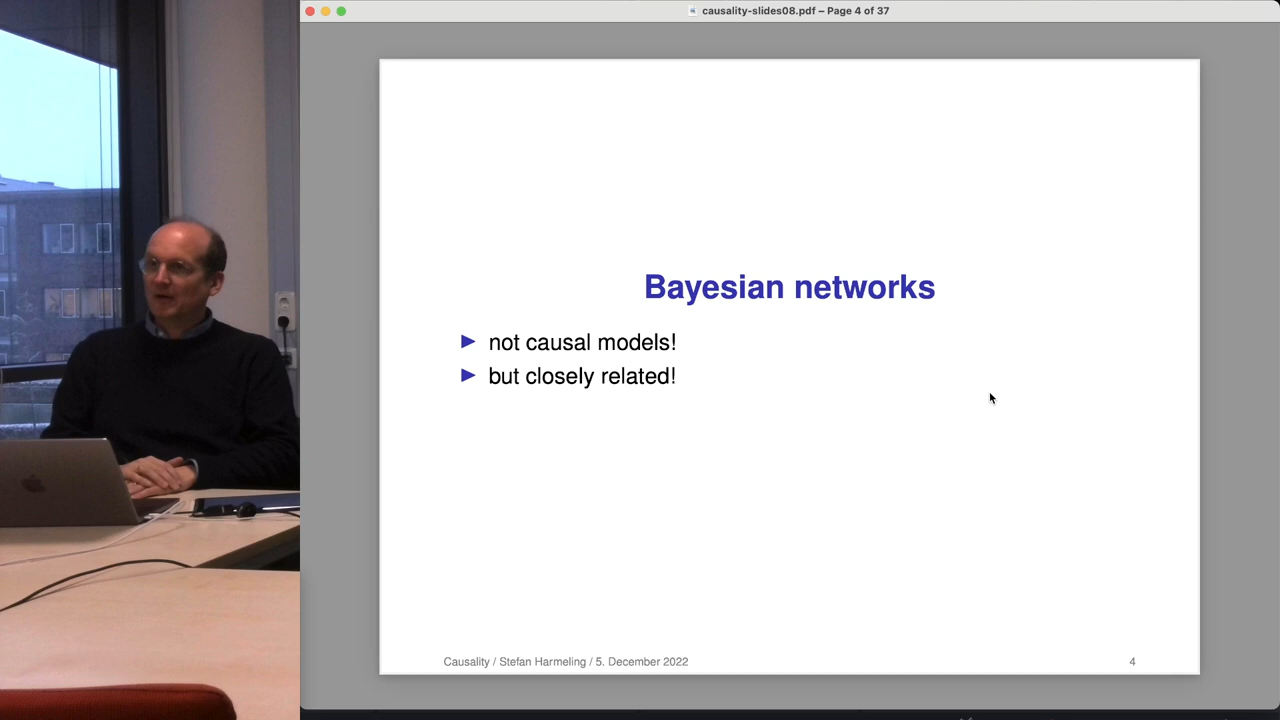 causality-slides08.pdf – Page 4 of 37
Bayesian networks
► not causal models!
► but closely related!
Causality / Stefan Harmeling / 5. December 2022
4